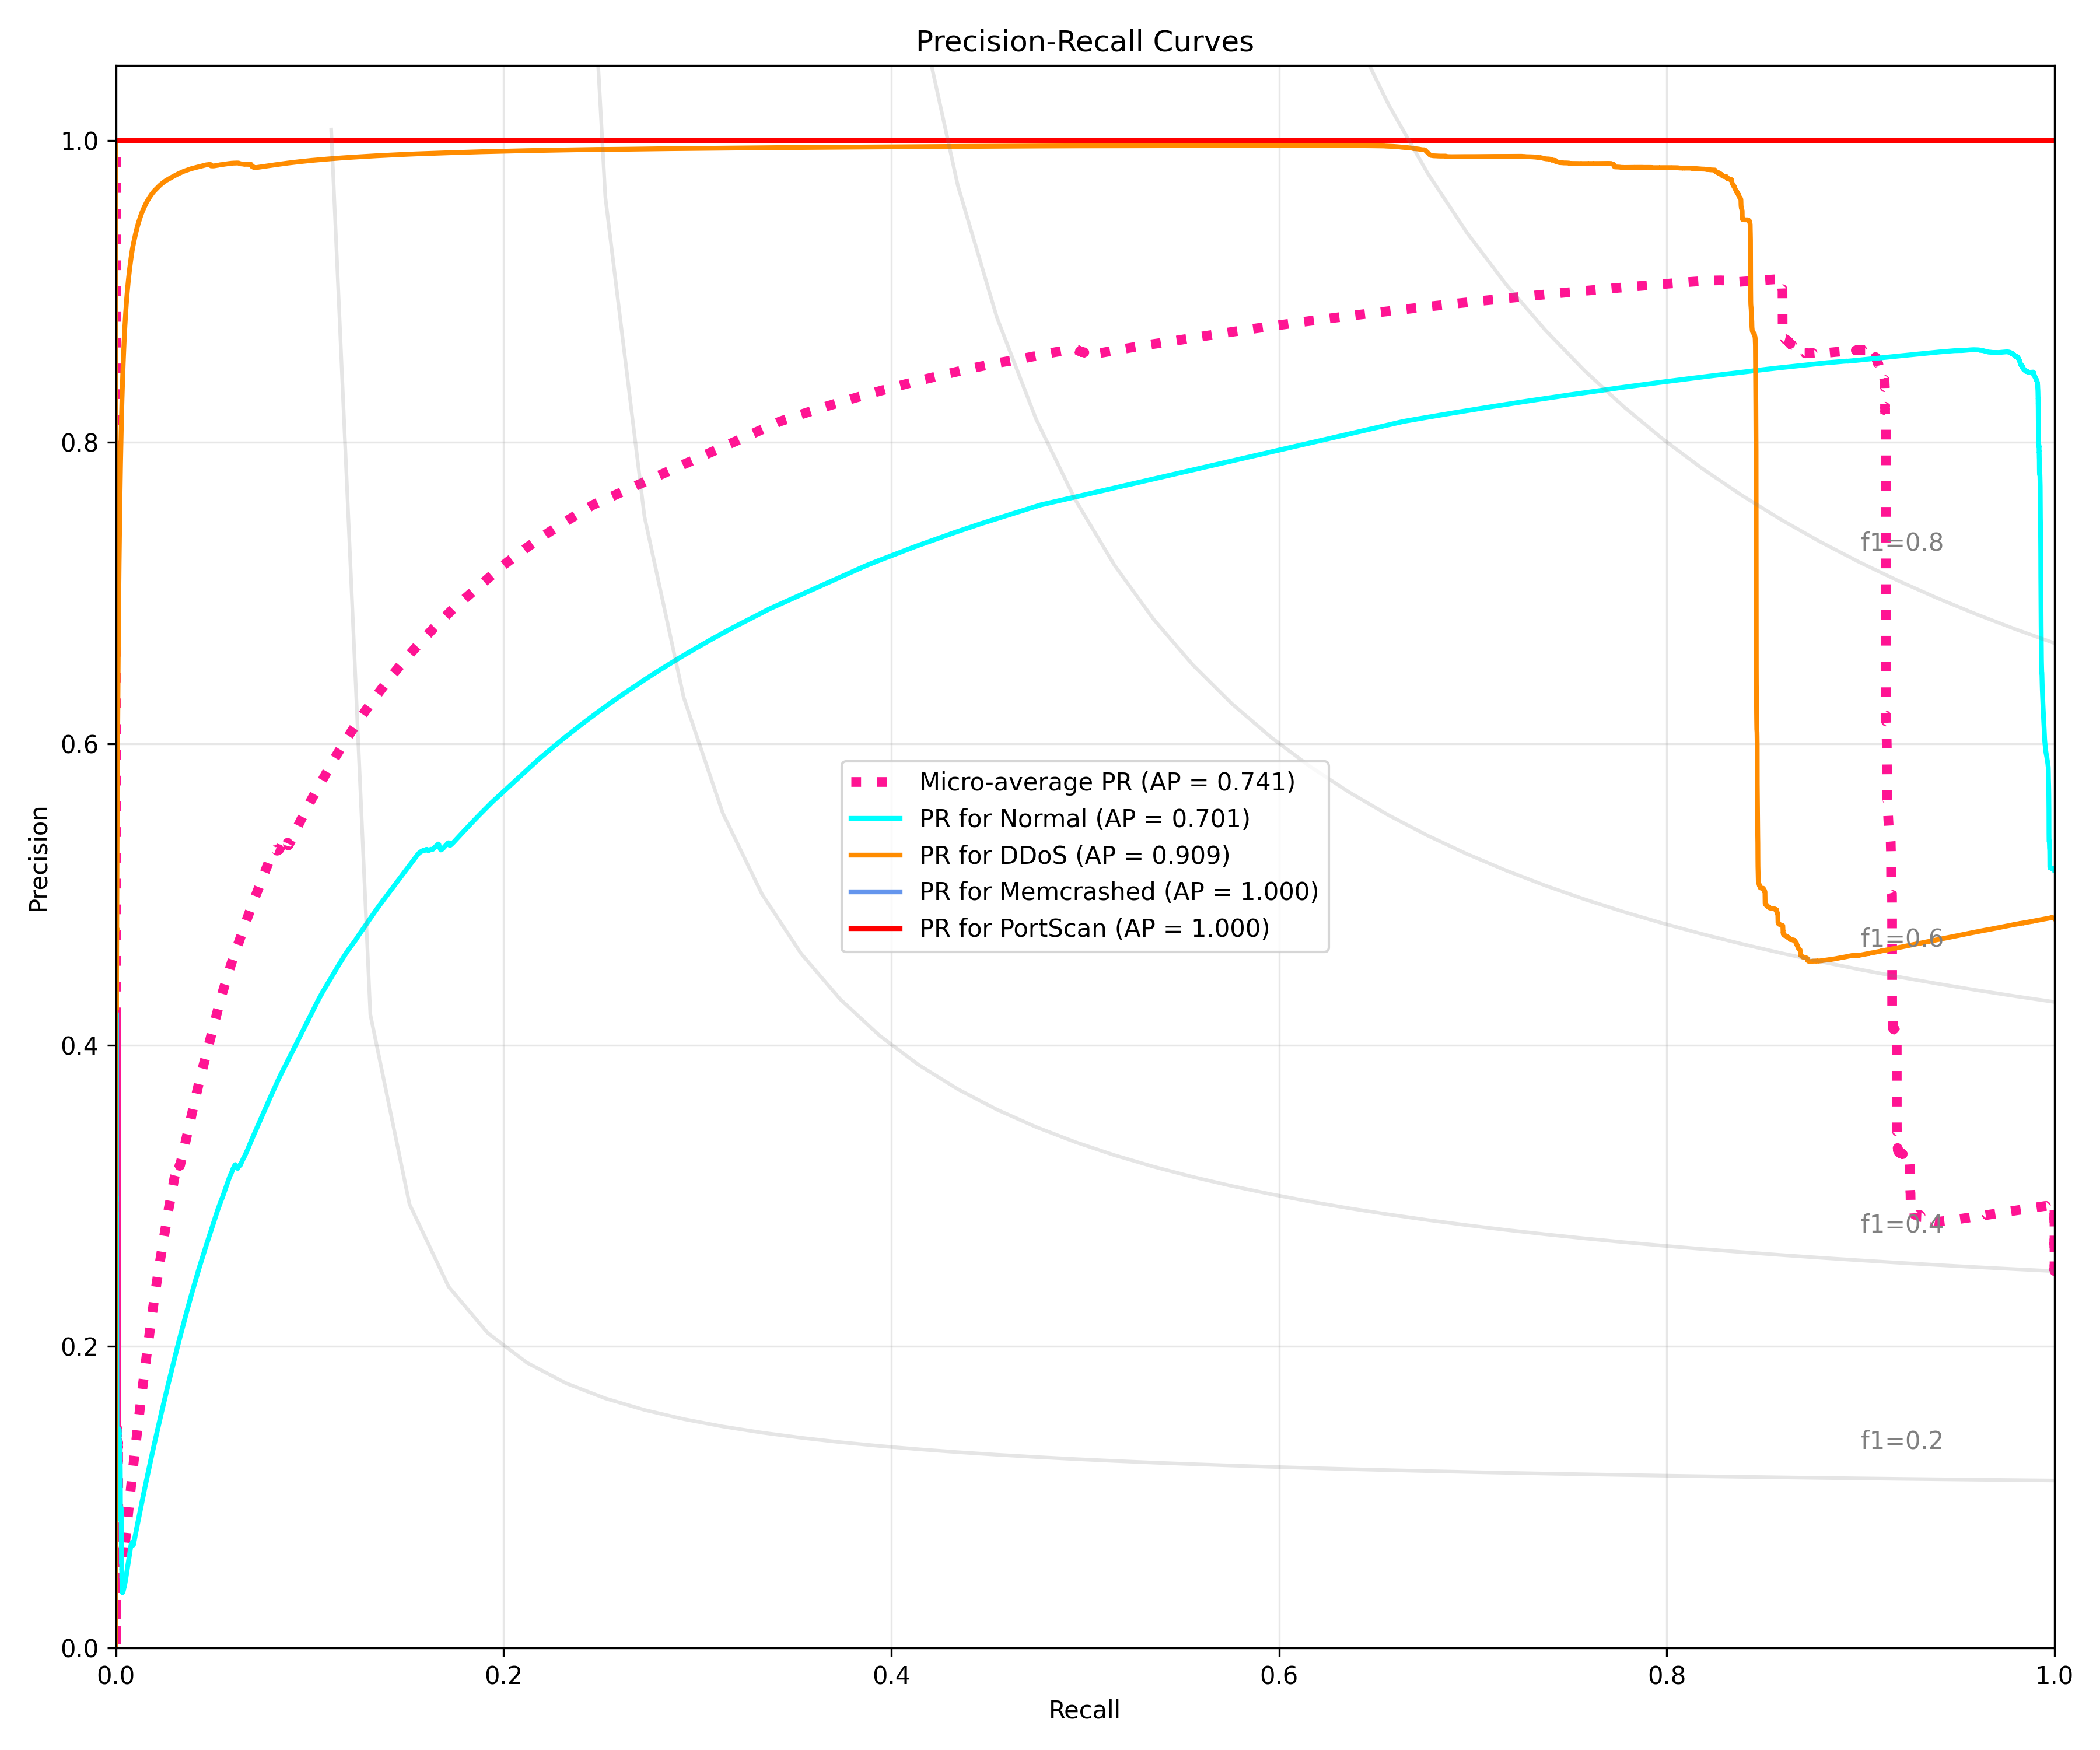 Precision-Recall Curves
Precision
1.0
0.8
0.6
0.4
0.2
0.0
f1=0.8
f1=0.6
f1=0.4
f1=0.2
Micro-average PR (AP = 0.741)
PR for Normal (AP = 0.701)
PR for DDoS (AP = 0.909)
PR for Memcrashed (AP = 1.000)
PR for PortScan (AP = 1.000)
0.0 0.2 0.4 0.6 0.8 1.0
Recall